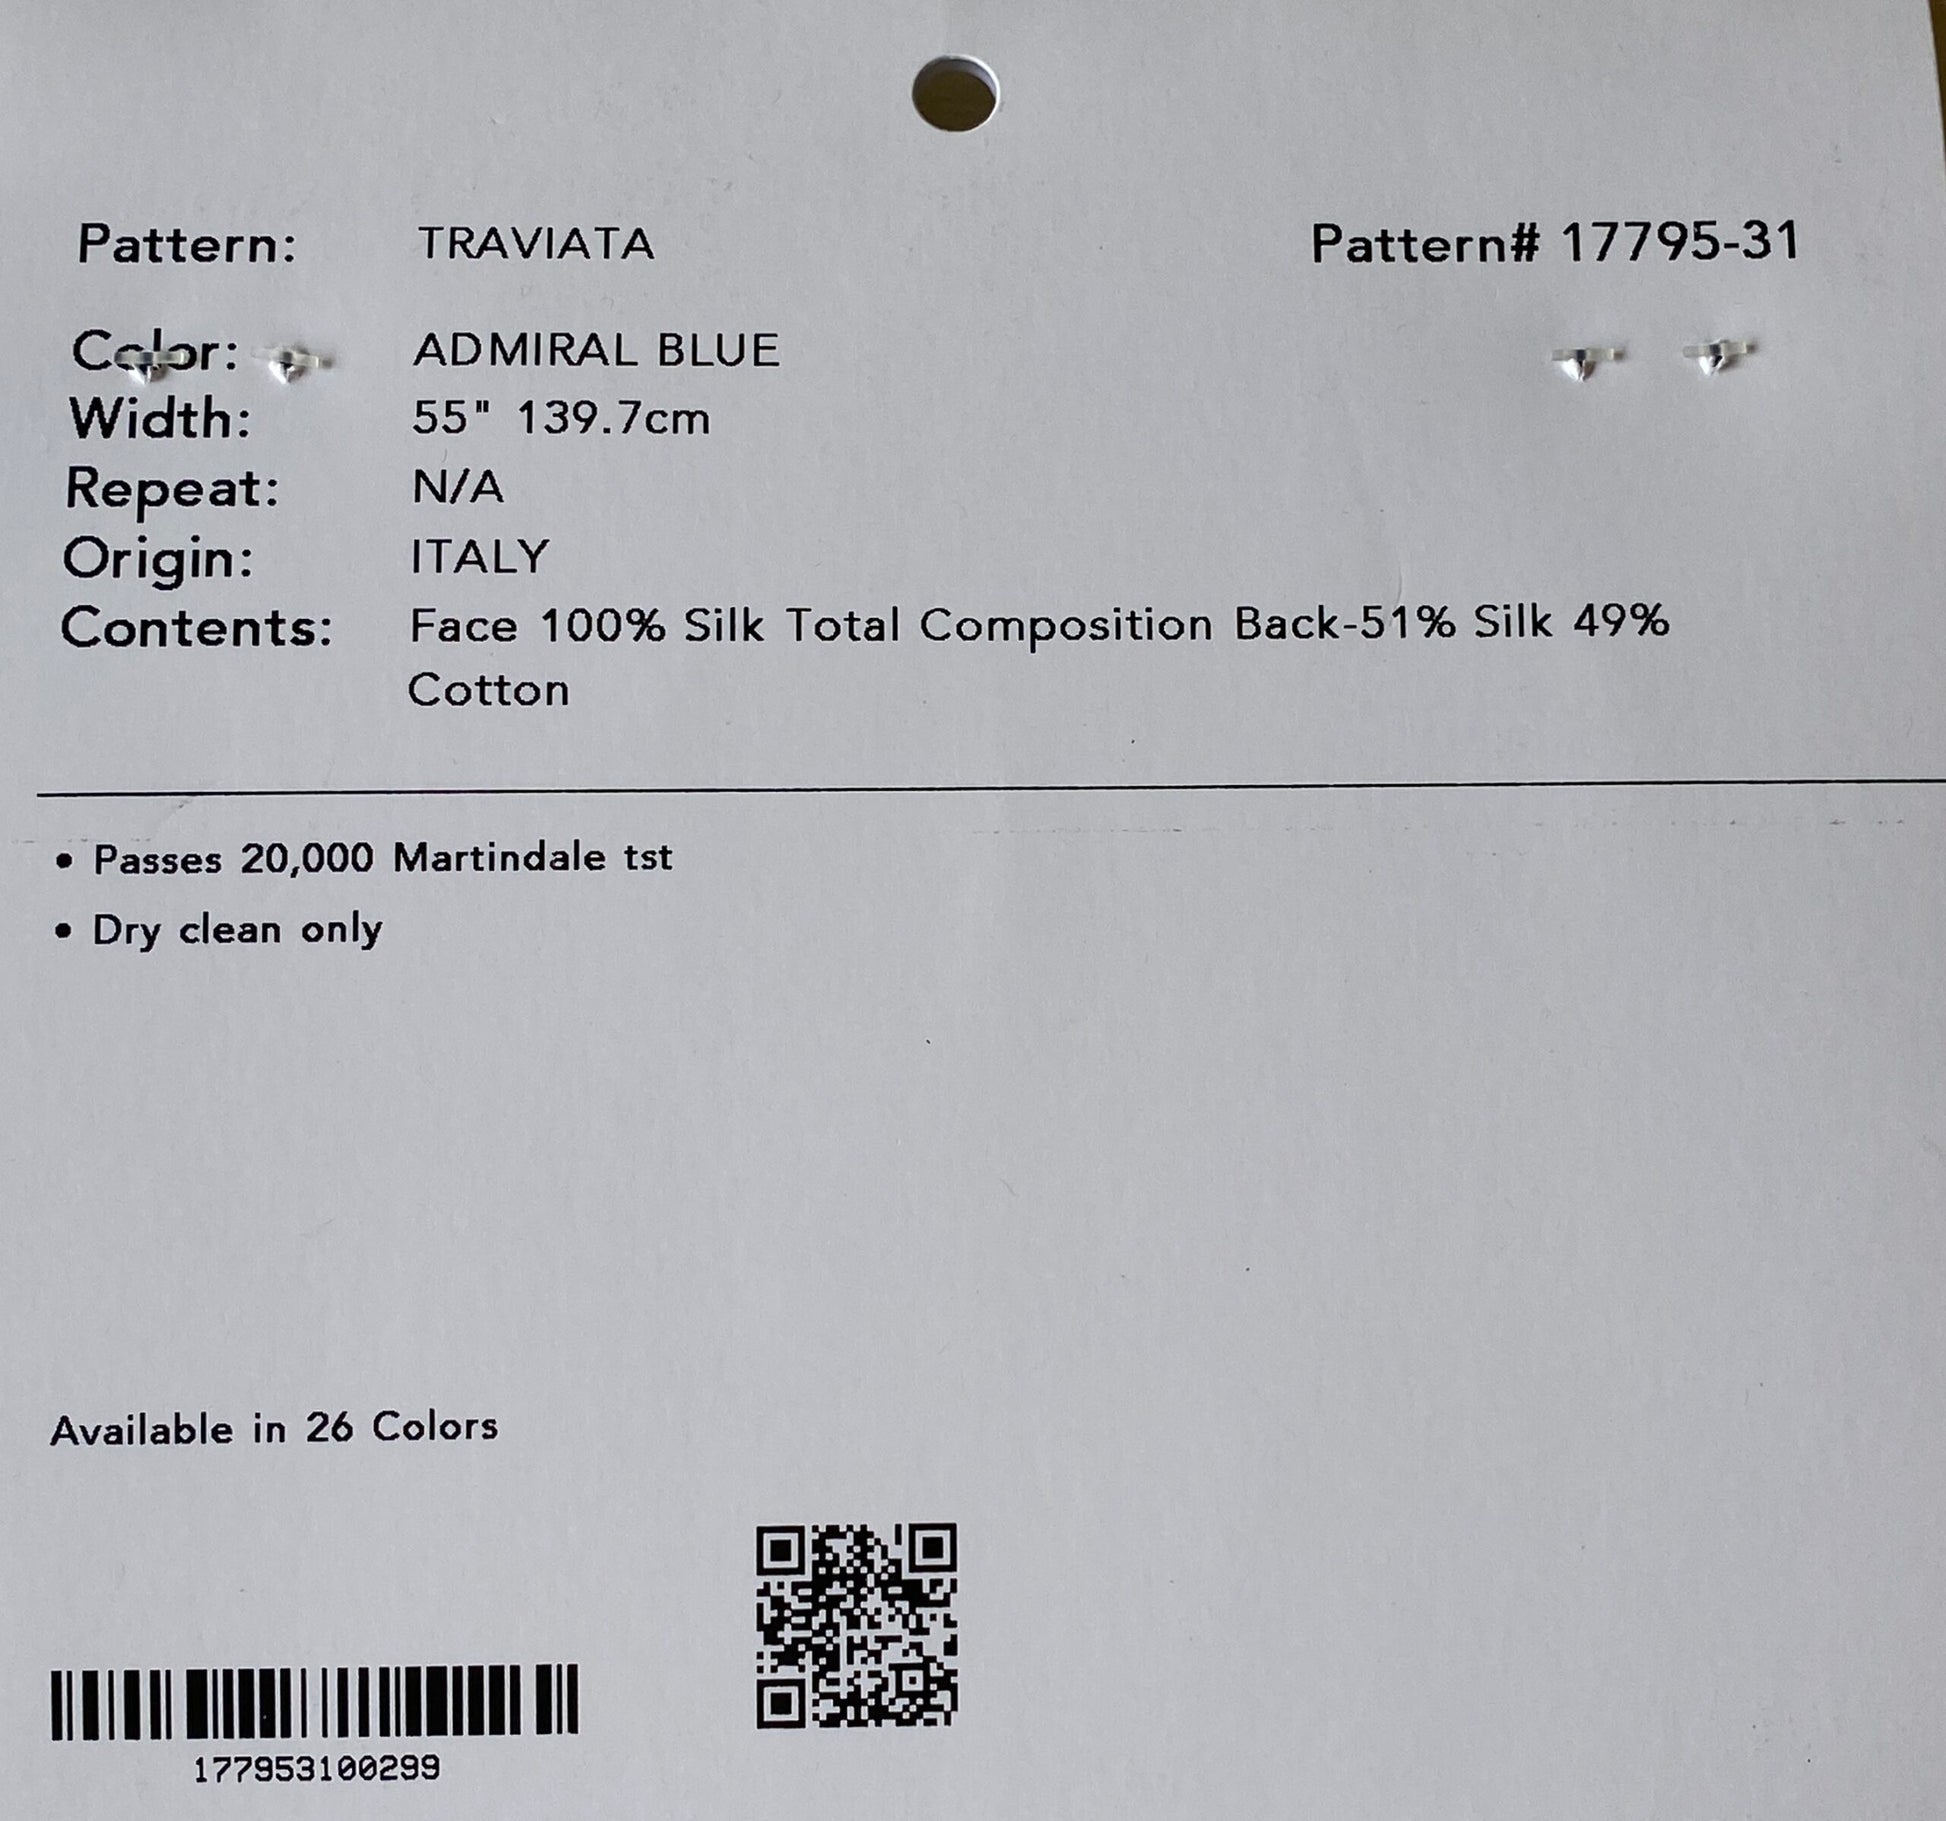 Pattern: TRAVIATA Pattern# 17795-31
Color: ADMIRAL BLUE
Width: 55" 139.7cm
Repeat: N/A
Origin: ITALY
Contents: Face 100% Silk Total Composition Back-51% Silk 49%
Cotton
• Passes 20,000 Martindale tst
• Dry clean only
Available in 26 Colors
177953100299